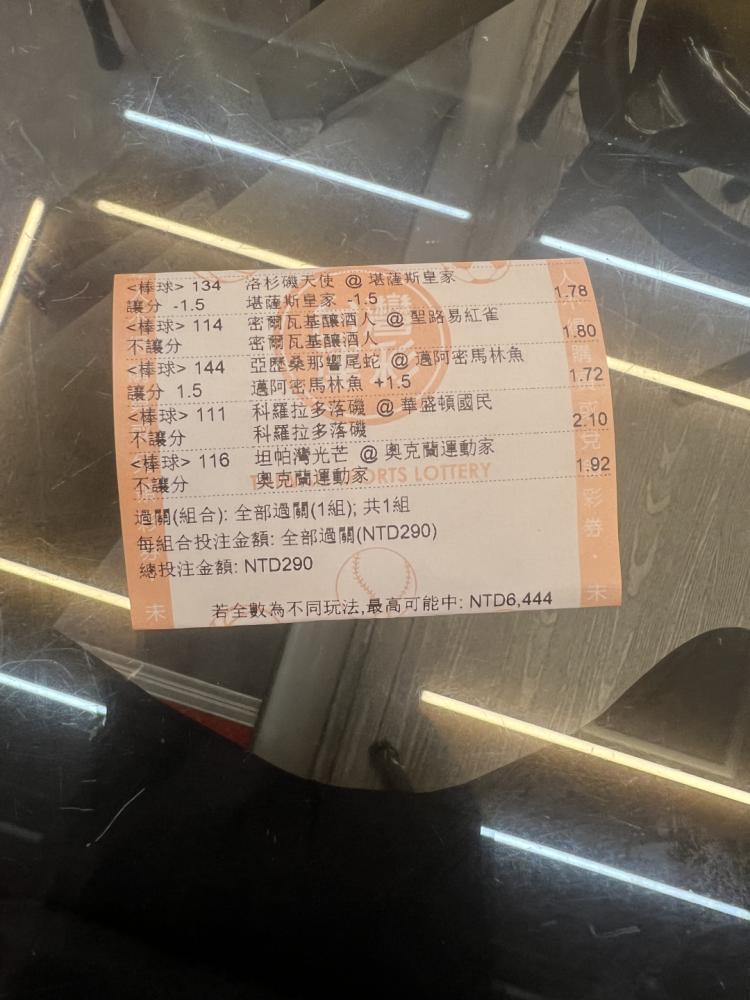 <棒球> 134 洛杉磯天使 @ 堪薩斯皇家
讓分 -1.5 堪薩斯皇家 -1.5 1.78
<棒球> 114 密爾瓦基釀酒人 @ 聖路易紅雀
不讓分 密爾瓦基釀酒人 1.80
<棒球> 144 亞歷桑那響尾蛇 @ 邁阿密馬林魚
讓分 1.5 邁阿密馬林魚 +1.5 1.72
<棒球> 111 科羅拉多落磯 @ 華盛頓國民
不讓分 科羅拉多落磯 2.10
<棒球> 116 坦帕灣光芒 @ 奧克蘭運動家
不讓分 奧克蘭運動家 1.92
SPORTS LOTTERY
過關(組合): 全部過關(1組); 共1組
每組合投注金額: 全部過關(NTD290)
總投注金額: NTD290
若全數為不同玩法,最高可能中: NTD6,444
未
未